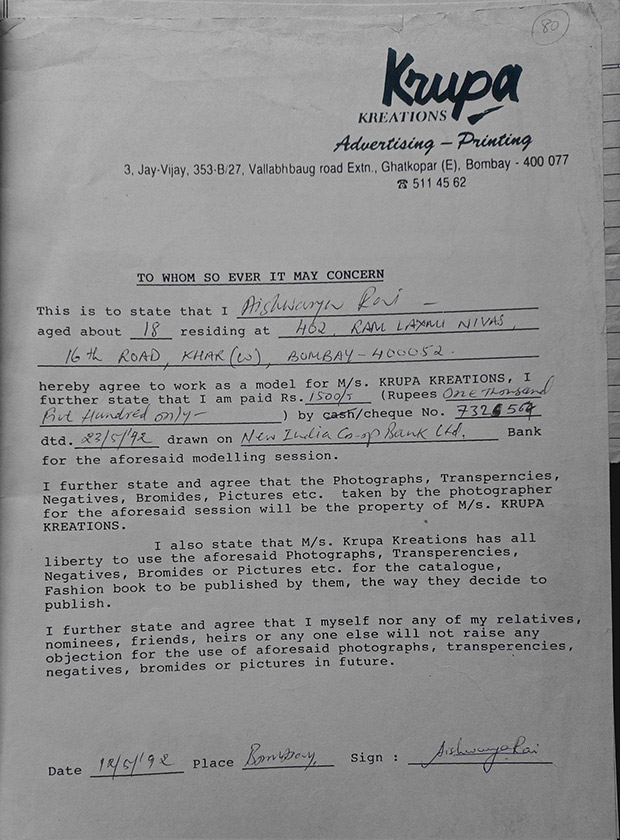 80
Krupa
KREATIONS
Advertising – Printing
3, Jay-Vijay, 353-B/27, Vallabhbaug road Extn., Ghatkopar (E), Bombay - 400 077
☎ 511 45 62
TO WHOM SO EVER IT MAY CONCERN
This is to state that I Aishwarya Rai –
aged about 18 residing at 402, RAM LAXMI NIVAS,
16th ROAD, KHAR (W), BOMBAY - 400052.
hereby agree to work as a model for M/s. KRUPA KREATIONS, I
further state that I am paid Rs. 1500/- (Rupees One Thousand
Five Hundred only – ) by cash/cheque No. 732504
dtd. 22/5/92 drawn on New India Co-op Bank Ltd. Bank
for the aforesaid modelling session.
I further state and agree that the Photographs, Transperncies,
Negatives, Bromides, Pictures etc. taken by the photographer
for the aforesaid session will be the property of M/s. KRUPA
KREATIONS.
I also state that M/s. Krupa Kreations has all
liberty to use the aforesaid Photographs, Transperencies,
Negatives, Bromides or Pictures etc. for the catalogue,
Fashion book to be published by them, the way they decide to
publish.
I further state and agree that I myself nor any of my relatives,
nominees, friends, heirs or any one else will not raise any
objection for the use of aforesaid photographs, transperencies,
negatives, bromides or pictures in future.
Date 12/5/'92 Place Bombay, Sign : Aishwarya Rai